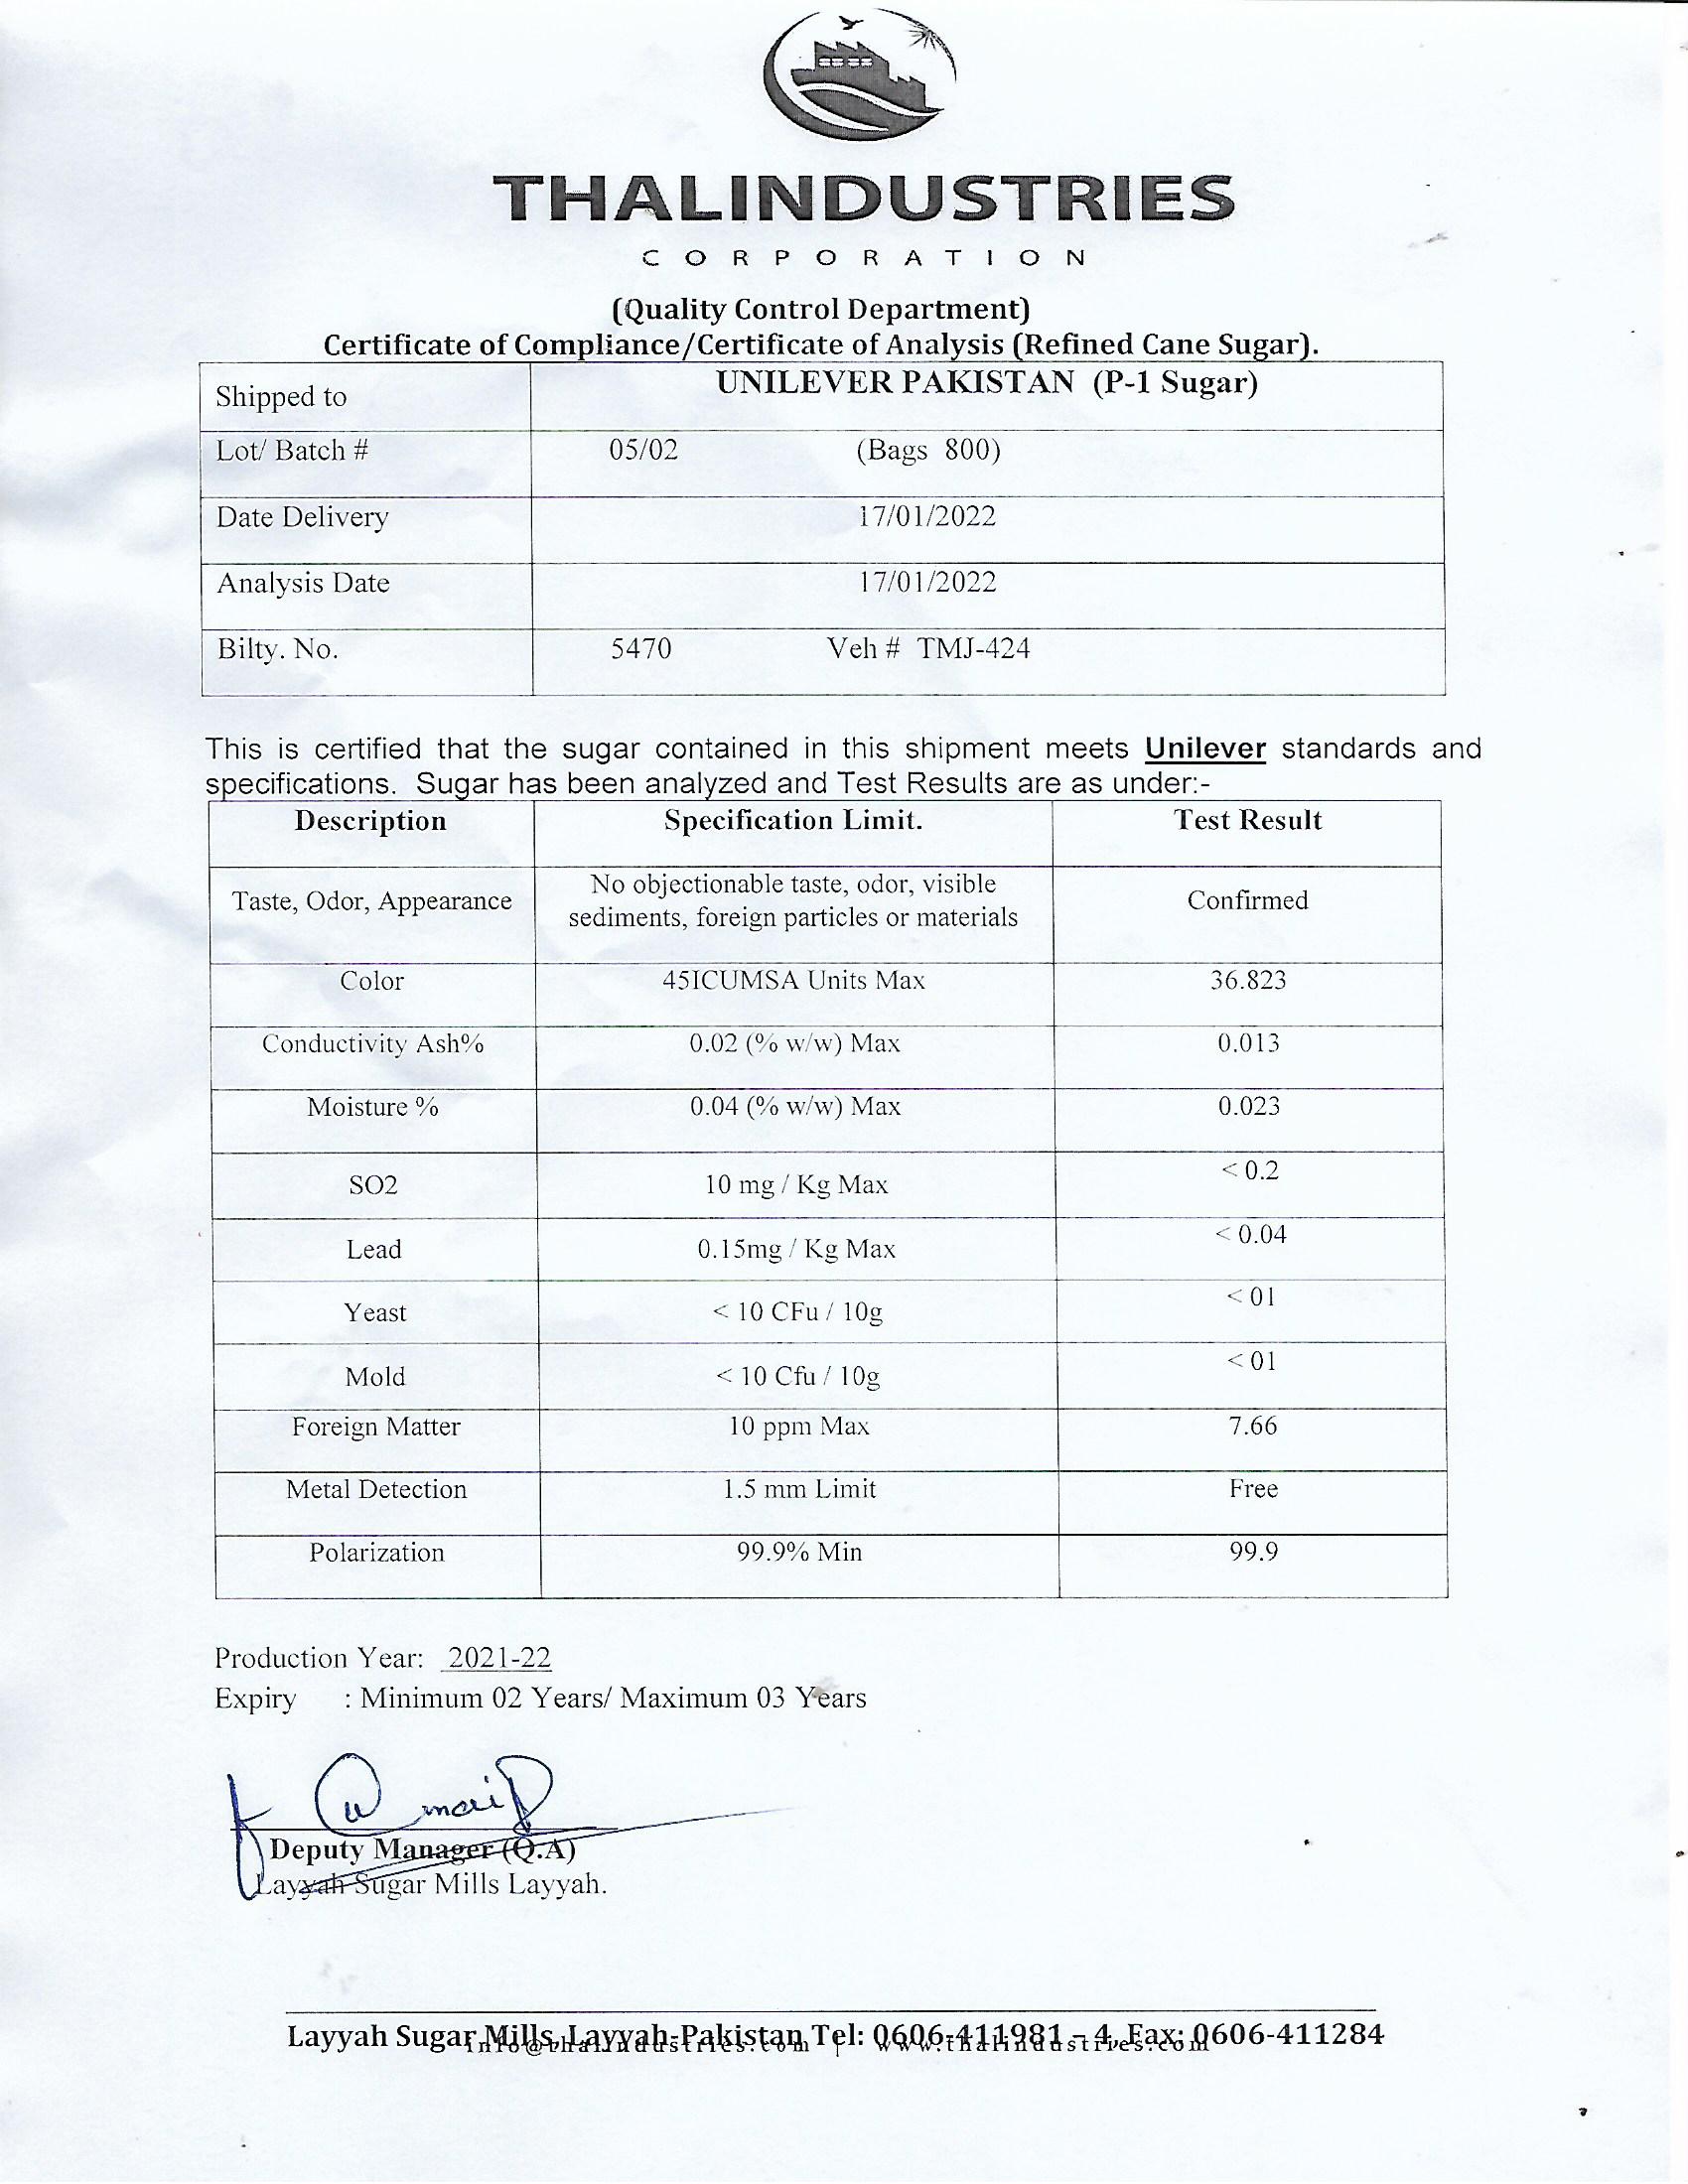 THALINDUSTRIES
CORPORATION
(Quality Control Department)
Certificate of Compliance/Certificate of Analysis (Refined Cane Sugar).
Shipped to UNILEVER PAKISTAN (P-1 Sugar)
Lot/ Batch # 05/02 (Bags 800)
Date Delivery 17/01/2022
Analysis Date 17/01/2022
Bilty. No. 5470 Veh # TMJ-424
This is certified that the sugar contained in this shipment meets Unilever standards and
specifications. Sugar has been analyzed and Test Results are as under:-
Description Specification Limit. Test Result
Taste, Odor, Appearance No objectionable taste, odor, visible
sediments, foreign particles or materials Confirmed
Color 45ICUMSA Units Max 36.823
Conductivity Ash% 0.02 (% w/w) Max 0.013
Moisture % 0.04 (% w/w) Max 0.023
SO2 10 mg / Kg Max < 0.2
Lead 0.15mg / Kg Max < 0.04
Yeast < 10 CFu / 10g < 01
Mold < 10 Cfu / 10g < 01
Foreign Matter 10 ppm Max 7.66
Metal Detection 1.5 mm Limit Free
Polarization 99.9% Min 99.9
Production Year: 2021-22
Expiry : Minimum 02 Years/ Maximum 03 Years
Deputy Manager (Q.A)
Layyah Sugar Mills Layyah.
Layyah Sugar Mills, Layyah-Pakistan Tel: 0606-411981 – 4, Fax: 0606-411284
info@thalindustries.com | www.thalindustries.com